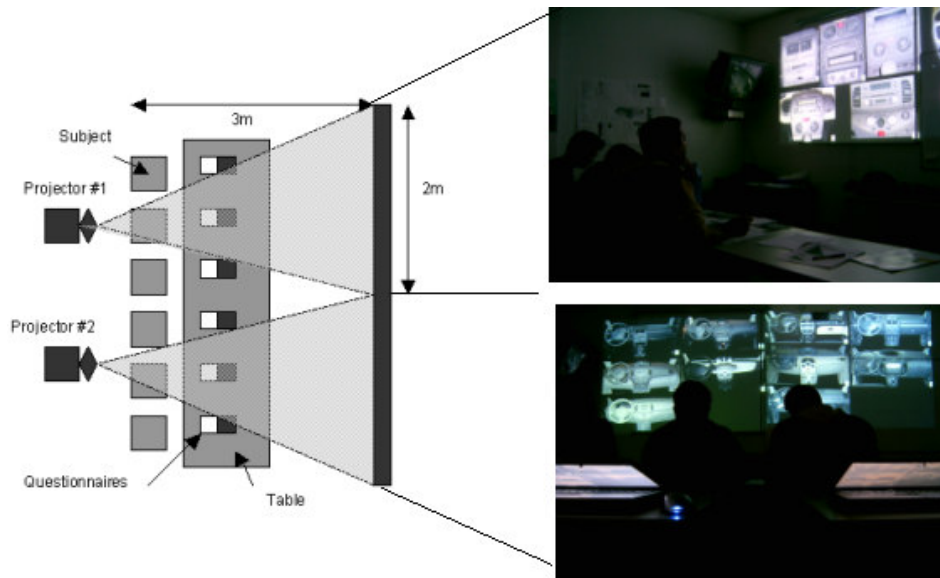 3m
Subject
Projector #1
2m
Projector #2
Questionnaires
Table